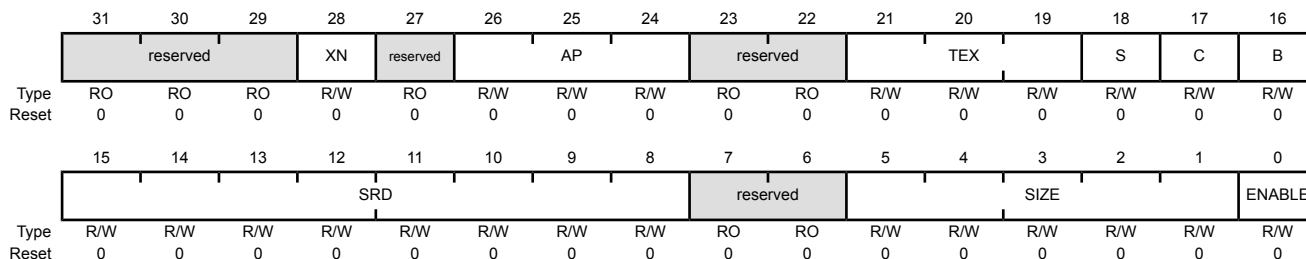 31 30 29 28 27 26 25 24 23 22 21 20 19 18 17 16
reserved XN reserved AP reserved TEX S C B
Type RO RO RO R/W RO R/W R/W R/W RO RO R/W R/W R/W R/W R/W R/W
Reset 0 0 0 0 0 0 0 0 0 0 0 0 0 0 0 0
15 14 13 12 11 10 9 8 7 6 5 4 3 2 1 0
SRD reserved SIZE ENABLE
Type R/W R/W R/W R/W R/W R/W R/W R/W RO RO R/W R/W R/W R/W R/W R/W
Reset 0 0 0 0 0 0 0 0 0 0 0 0 0 0 0 0